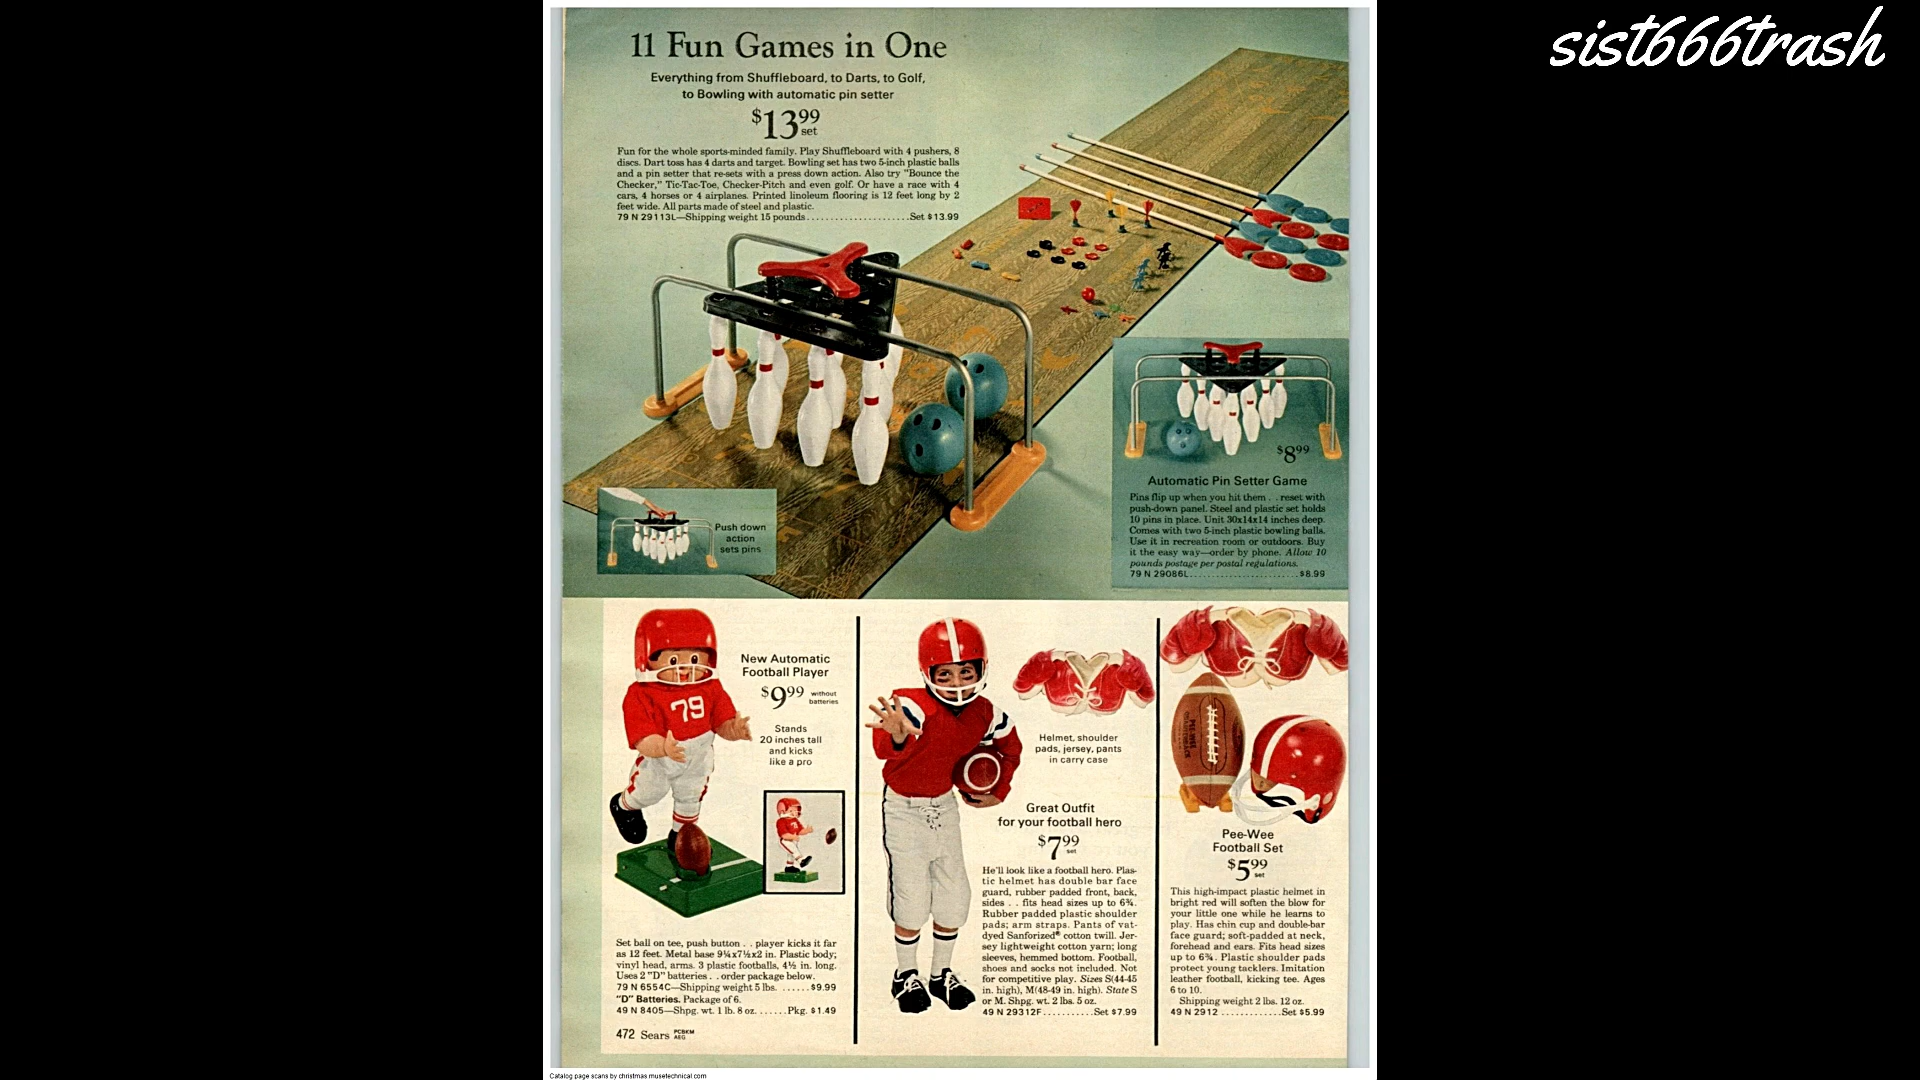 sist666trash
11 Fun Games in One
Everything from Shuffleboard, to Darts, to Golf,
to Bowling with automatic pin setter
$13.99 set
Fun for the whole sports-minded family. Play Shuffleboard with 4 pushers, 8
discs. Dart toss has 4 darts and target. Bowling set has two 5-inch plastic balls
and a pin setter that re-sets with a press down action. Also try "Bounce the
Checker," Tic-Tac-Toe, Checker-Pitch and even golf. Or have a race with 4
cars, 4 horses or 4 airplanes. Printed linoleum flooring is 12 feet long by 2
feet wide. All parts made of steel and plastic.
79 N 29113L—Shipping weight 15 pounds......................Set $13.99
Push down
action
sets pins
$8.99
Automatic Pin Setter Game
Pins flip up when you hit them . . reset with
push-down panel. Steel and plastic set holds
10 pins in place. Unit 30x14x14 inches deep.
Comes with two 5-inch plastic bowling balls.
Use it in recreation room or outdoors. Buy
it the easy way—order by phone. Allow 10
pounds postage per postal regulations.
79 N 29086L.........................$8.99
79
New Automatic
Football Player
$9.99 without
batteries
Stands
20 inches tall
and kicks
like a pro
Set ball on tee, push button . . player kicks it far
as 12 feet. Metal base 9¼x7½x2 in. Plastic body;
vinyl head, arms. 3 plastic footballs, 4½ in. long.
Uses 2 "D" batteries . . order package below.
79 N 6554C—Shipping weight 5 lbs. ......$9.99
"D" Batteries. Package of 6.
49 N 8405—Shpg. wt. 1 lb. 8 oz.......Pkg. $1.49
472 Sears PCBKM
AEG
Helmet, shoulder
pads, jersey, pants
in carry case
Great Outfit
for your football hero
$7.99 set
He'll look like a football hero. Plas-
tic helmet has double bar face
guard, rubber padded front, back,
sides . . fits head sizes up to 6¾.
Rubber padded plastic shoulder
pads; arm straps. Pants of vat-
dyed Sanforized® cotton twill. Jer-
sey lightweight cotton yarn; long
sleeves, hemmed bottom. Football,
shoes and socks not included. Not
for competitive play. Sizes S(44-45
in. high), M(48-49 in. high). State S
or M. Shpg. wt. 2 lbs. 5 oz.
49 N 29312F...........Set $7.99
PEE-WEE
QUARTERBACK
Pee-Wee
Football Set
$5.99 set
This high-impact plastic helmet in
bright red will soften the blow for
your little one while he learns to
play. Has chin cup and double-bar
face guard; soft-padded at neck,
forehead and ears. Fits head sizes
up to 6¾. Plastic shoulder pads
protect young tacklers. Imitation
leather football, kicking tee. Ages
6 to 10.
Shipping weight 2 lbs. 12 oz.
49 N 2912 .............Set $5.99
Catalog page scans by christmas.musetechnical.com